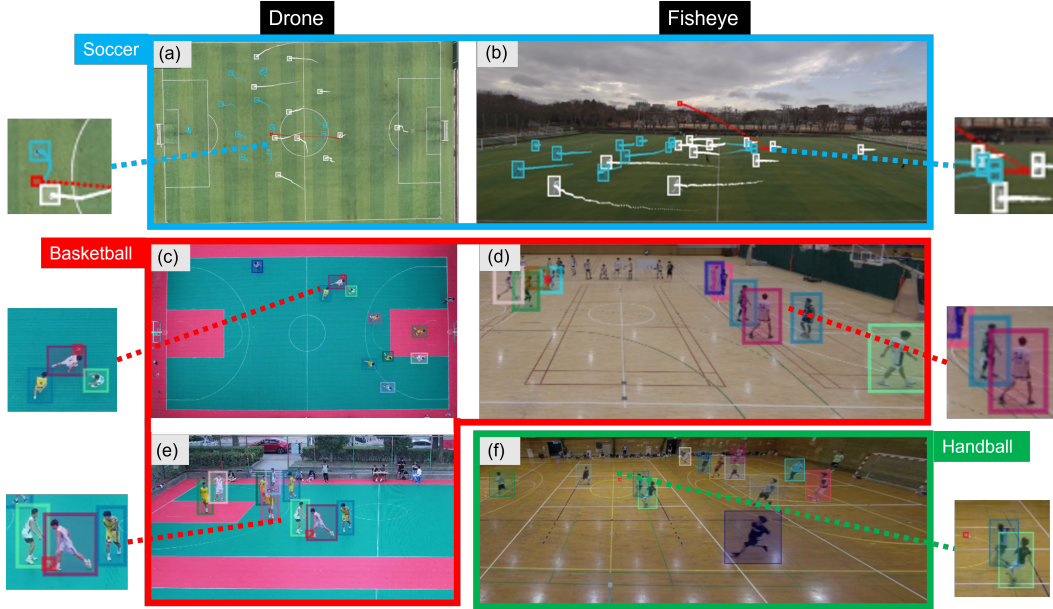 Drone
Fisheye
Soccer
(a)
(b)
Basketball
(c)
(d)
(e)
(f)
Handball